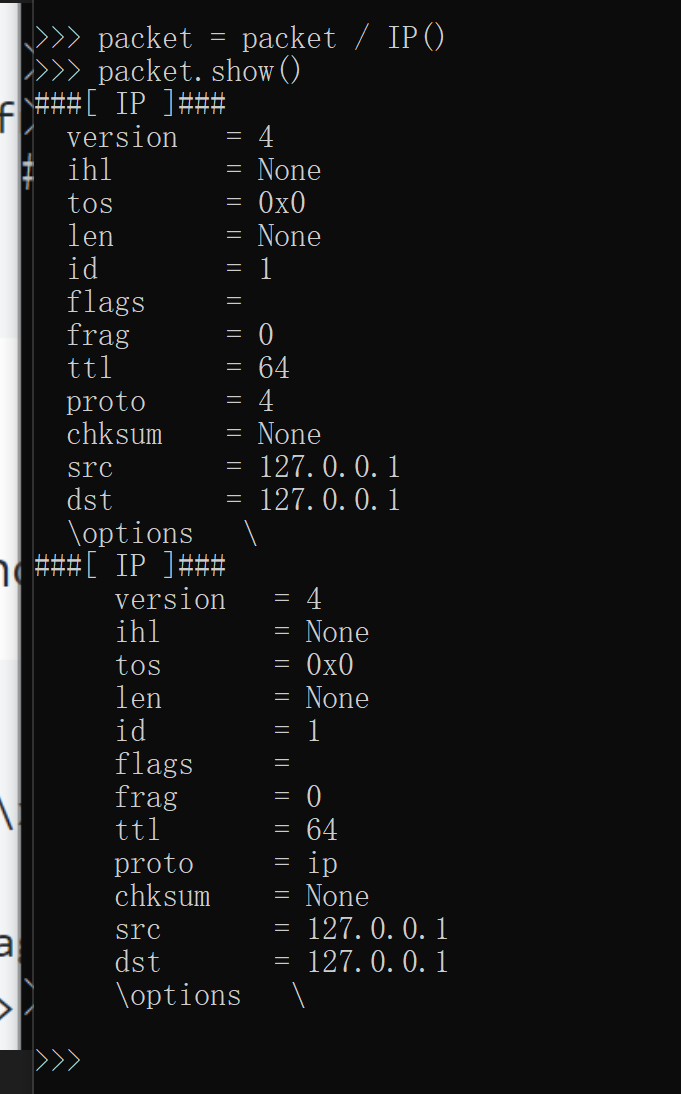 >>> packet = packet / IP()
>>> packet.show()
###[ IP ]###
  version   = 4
  ihl       = None
  tos       = 0x0
  len       = None
  id        = 1
  flags     =
  frag      = 0
  ttl       = 64
  proto     = 4
  chksum    = None
  src       = 127.0.0.1
  dst       = 127.0.0.1
  \options   \
###[ IP ]###
     version   = 4
     ihl       = None
     tos       = 0x0
     len       = None
     id        = 1
     flags     =
     frag      = 0
     ttl       = 64
     proto     = ip
     chksum    = None
     src       = 127.0.0.1
     dst       = 127.0.0.1
     \options   \
>>>